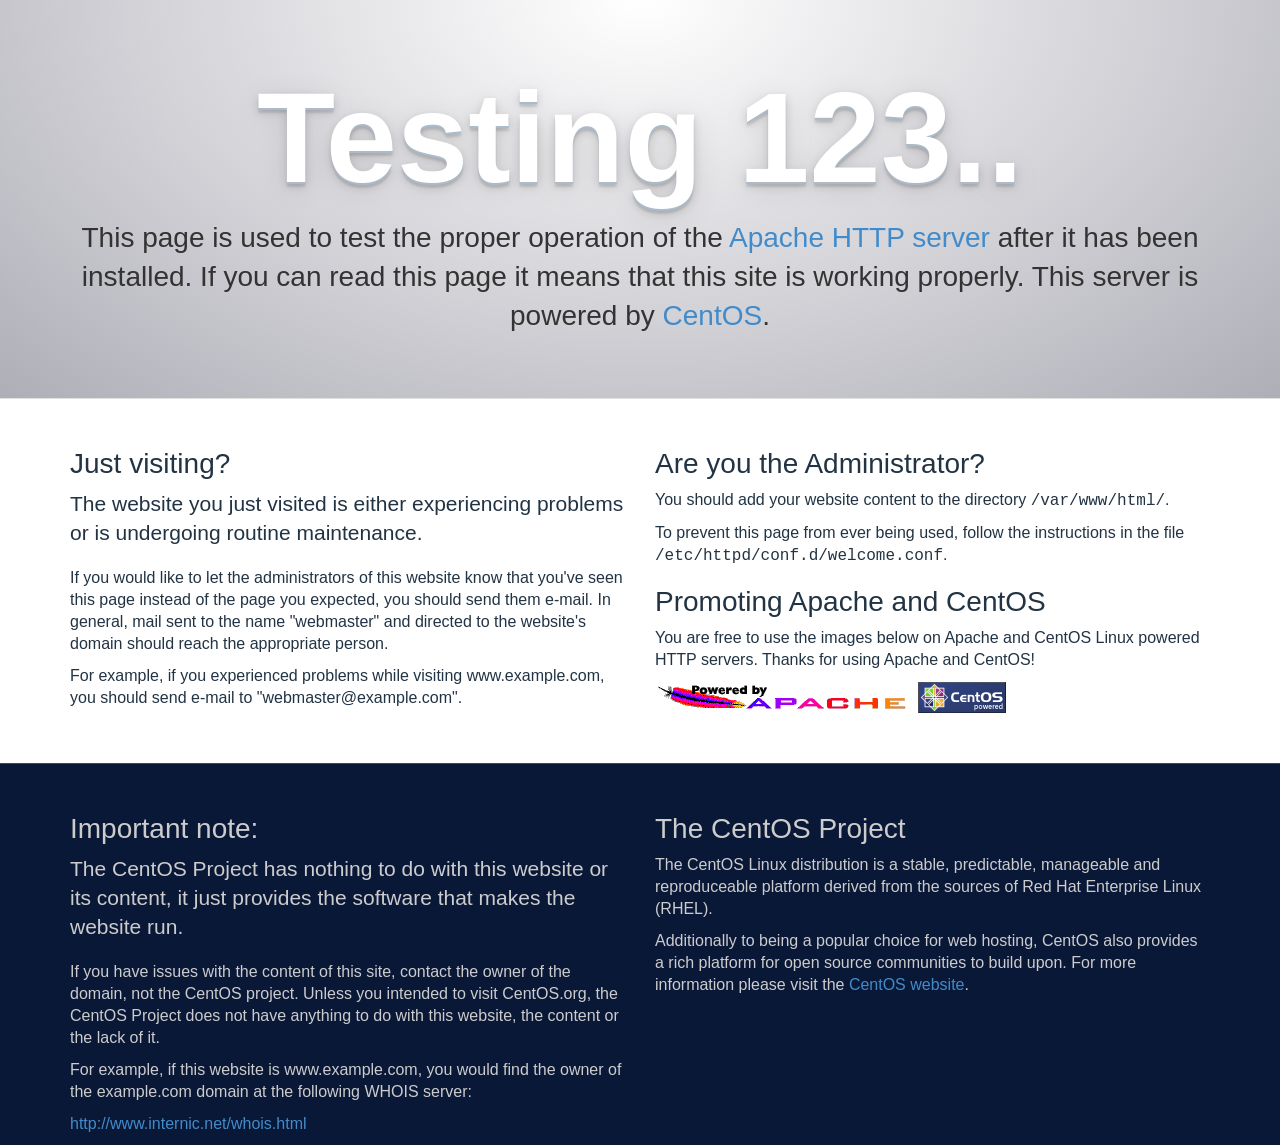 Testing 123..
This page is used to test the proper operation of the Apache HTTP server after it has been
installed. If you can read this page it means that this site is working properly. This server is
powered by CentOS.
Just visiting?
The website you just visited is either experiencing problems
or is undergoing routine maintenance.
If you would like to let the administrators of this website know that you've seen
this page instead of the page you expected, you should send them e-mail. In
general, mail sent to the name "webmaster" and directed to the website's
domain should reach the appropriate person.
For example, if you experienced problems while visiting www.example.com,
you should send e-mail to "webmaster@example.com".
Are you the Administrator?
You should add your website content to the directory /var/www/html/.
To prevent this page from ever being used, follow the instructions in the file
/etc/httpd/conf.d/welcome.conf.
Promoting Apache and CentOS
You are free to use the images below on Apache and CentOS Linux powered
HTTP servers. Thanks for using Apache and CentOS!
Powered by
APACHE
CentOS
powered
Important note:
The CentOS Project has nothing to do with this website or
its content, it just provides the software that makes the
website run.
If you have issues with the content of this site, contact the owner of the
domain, not the CentOS project. Unless you intended to visit CentOS.org, the
CentOS Project does not have anything to do with this website, the content or
the lack of it.
For example, if this website is www.example.com, you would find the owner of
the example.com domain at the following WHOIS server:
http://www.internic.net/whois.html
The CentOS Project
The CentOS Linux distribution is a stable, predictable, manageable and
reproduceable platform derived from the sources of Red Hat Enterprise Linux
(RHEL).
Additionally to being a popular choice for web hosting, CentOS also provides
a rich platform for open source communities to build upon. For more
information please visit the CentOS website.